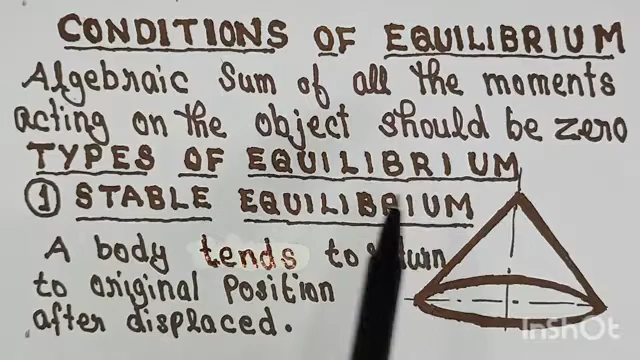 CONDITIONS OF EQUILIBRIUM
Algebraic Sum of all the moments
acting on the object should be zero
TYPES OF EQUILIBRIUM
① STABLE EQUILIBRIUM
A body tends to return
to original Position
after displaced.
InShOt